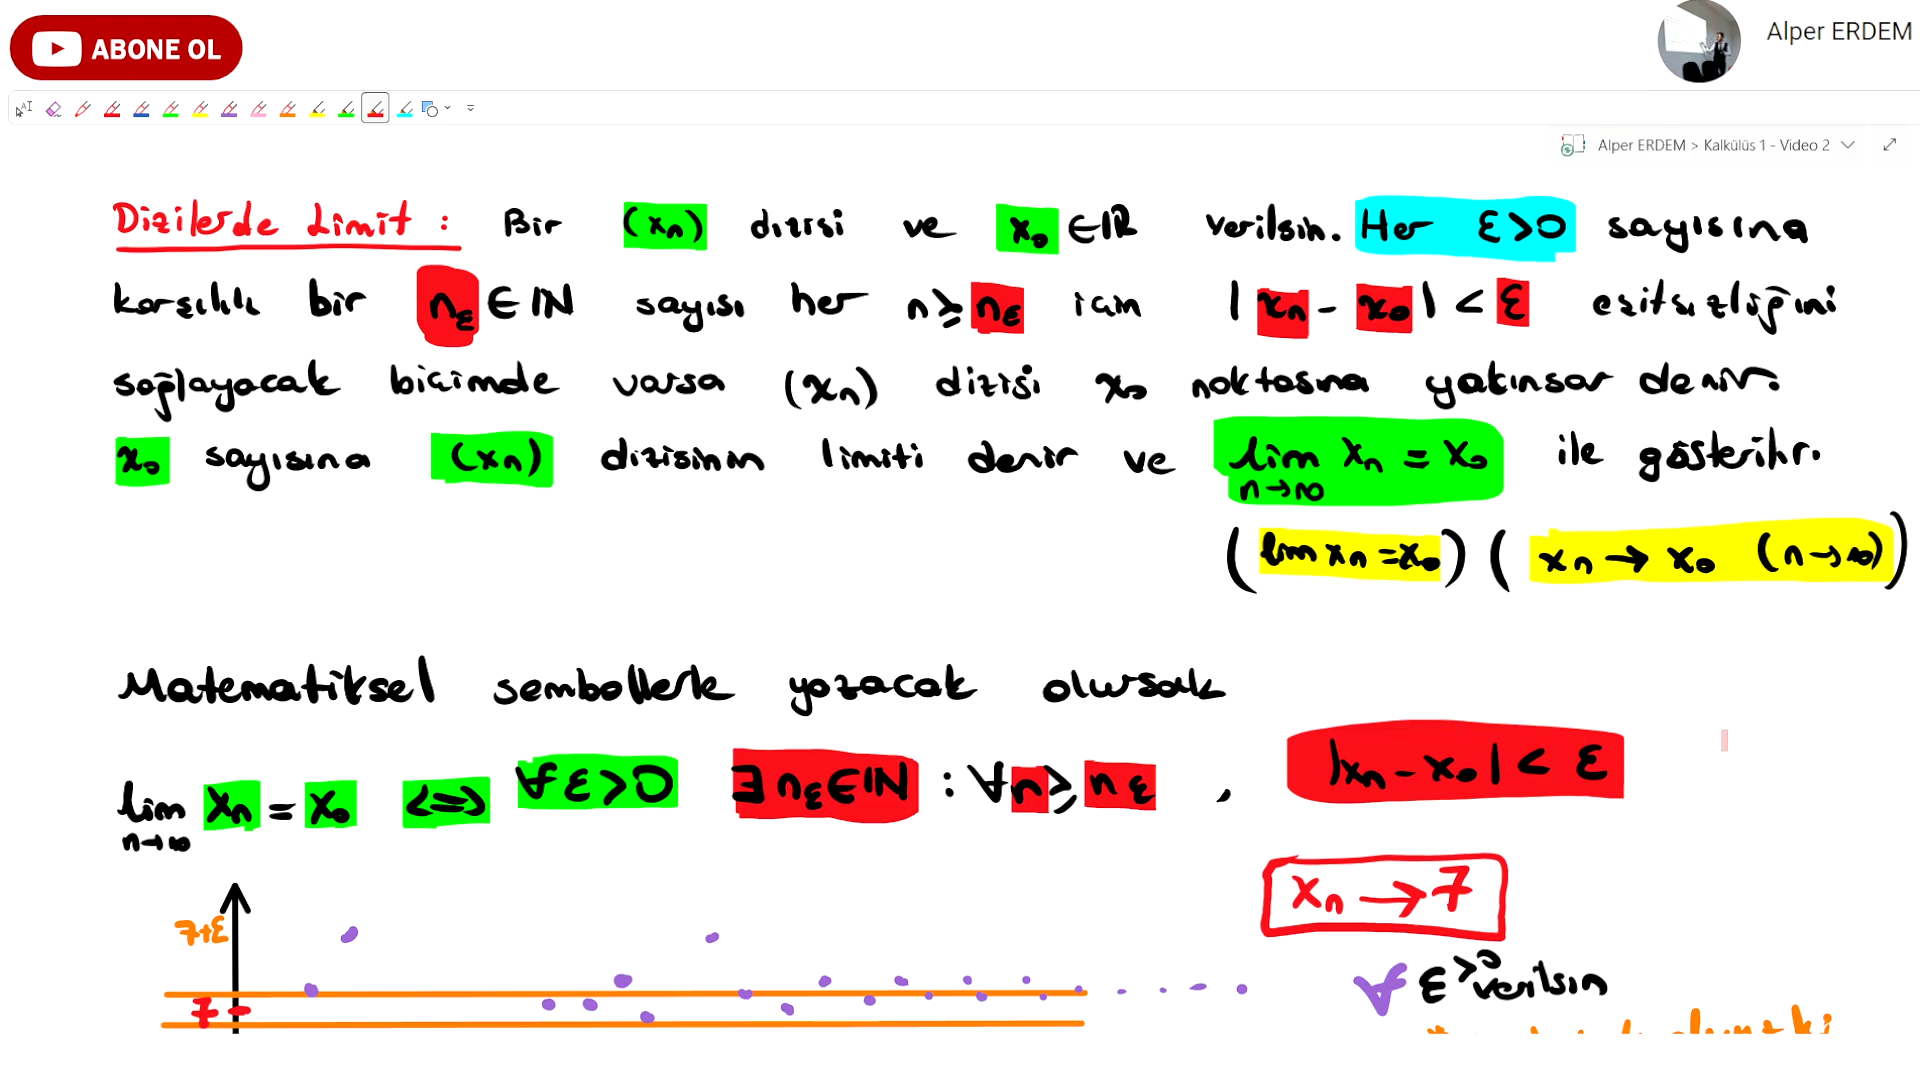 ABONE OL
Alper ERDEM
Alper ERDEM > Kalkülüs 1 - Video 2
Dizilerde Limit : Bir (xn) dizisi ve x₀ ∈ IR verilsin. Her ε>0 sayısına
karşılık bir nε ∈ IN sayısı her n ≥ nε için |xn - x₀| < ε eşitsizliğini
sağlayacak biçimde varsa (xn) dizisi x₀ noktasına yakınsar denir.
x₀ sayısına (xn) dizisinin limiti denir ve lim n→∞ xn = x₀ ile gösterilir.
(lim xn = x₀) (xn → x₀ (n→∞))
Matematiksel sembollerle yazacak olursak
lim n→∞ xn = x₀ <=> ∀ε>0 ∃nε∈IN : ∀n ≥ nε , |xn - x₀| < ε
xn → 7
7+ε
7
∀ ε>0 verilsin